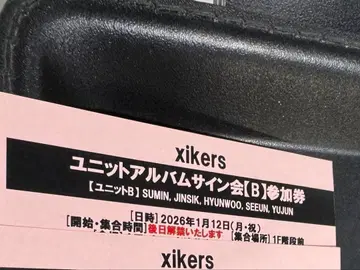 xikers
ユニットアルバムサイン会【B】参加券
【ユニットB】 SUMIN, JINSIK, HYUNWOO, SEEUN, YUJUN
[日時] 2026年1月12日(月・祝)
[開始・集合時間]後日解禁いたします [集合場所] 1F階段前
xikers